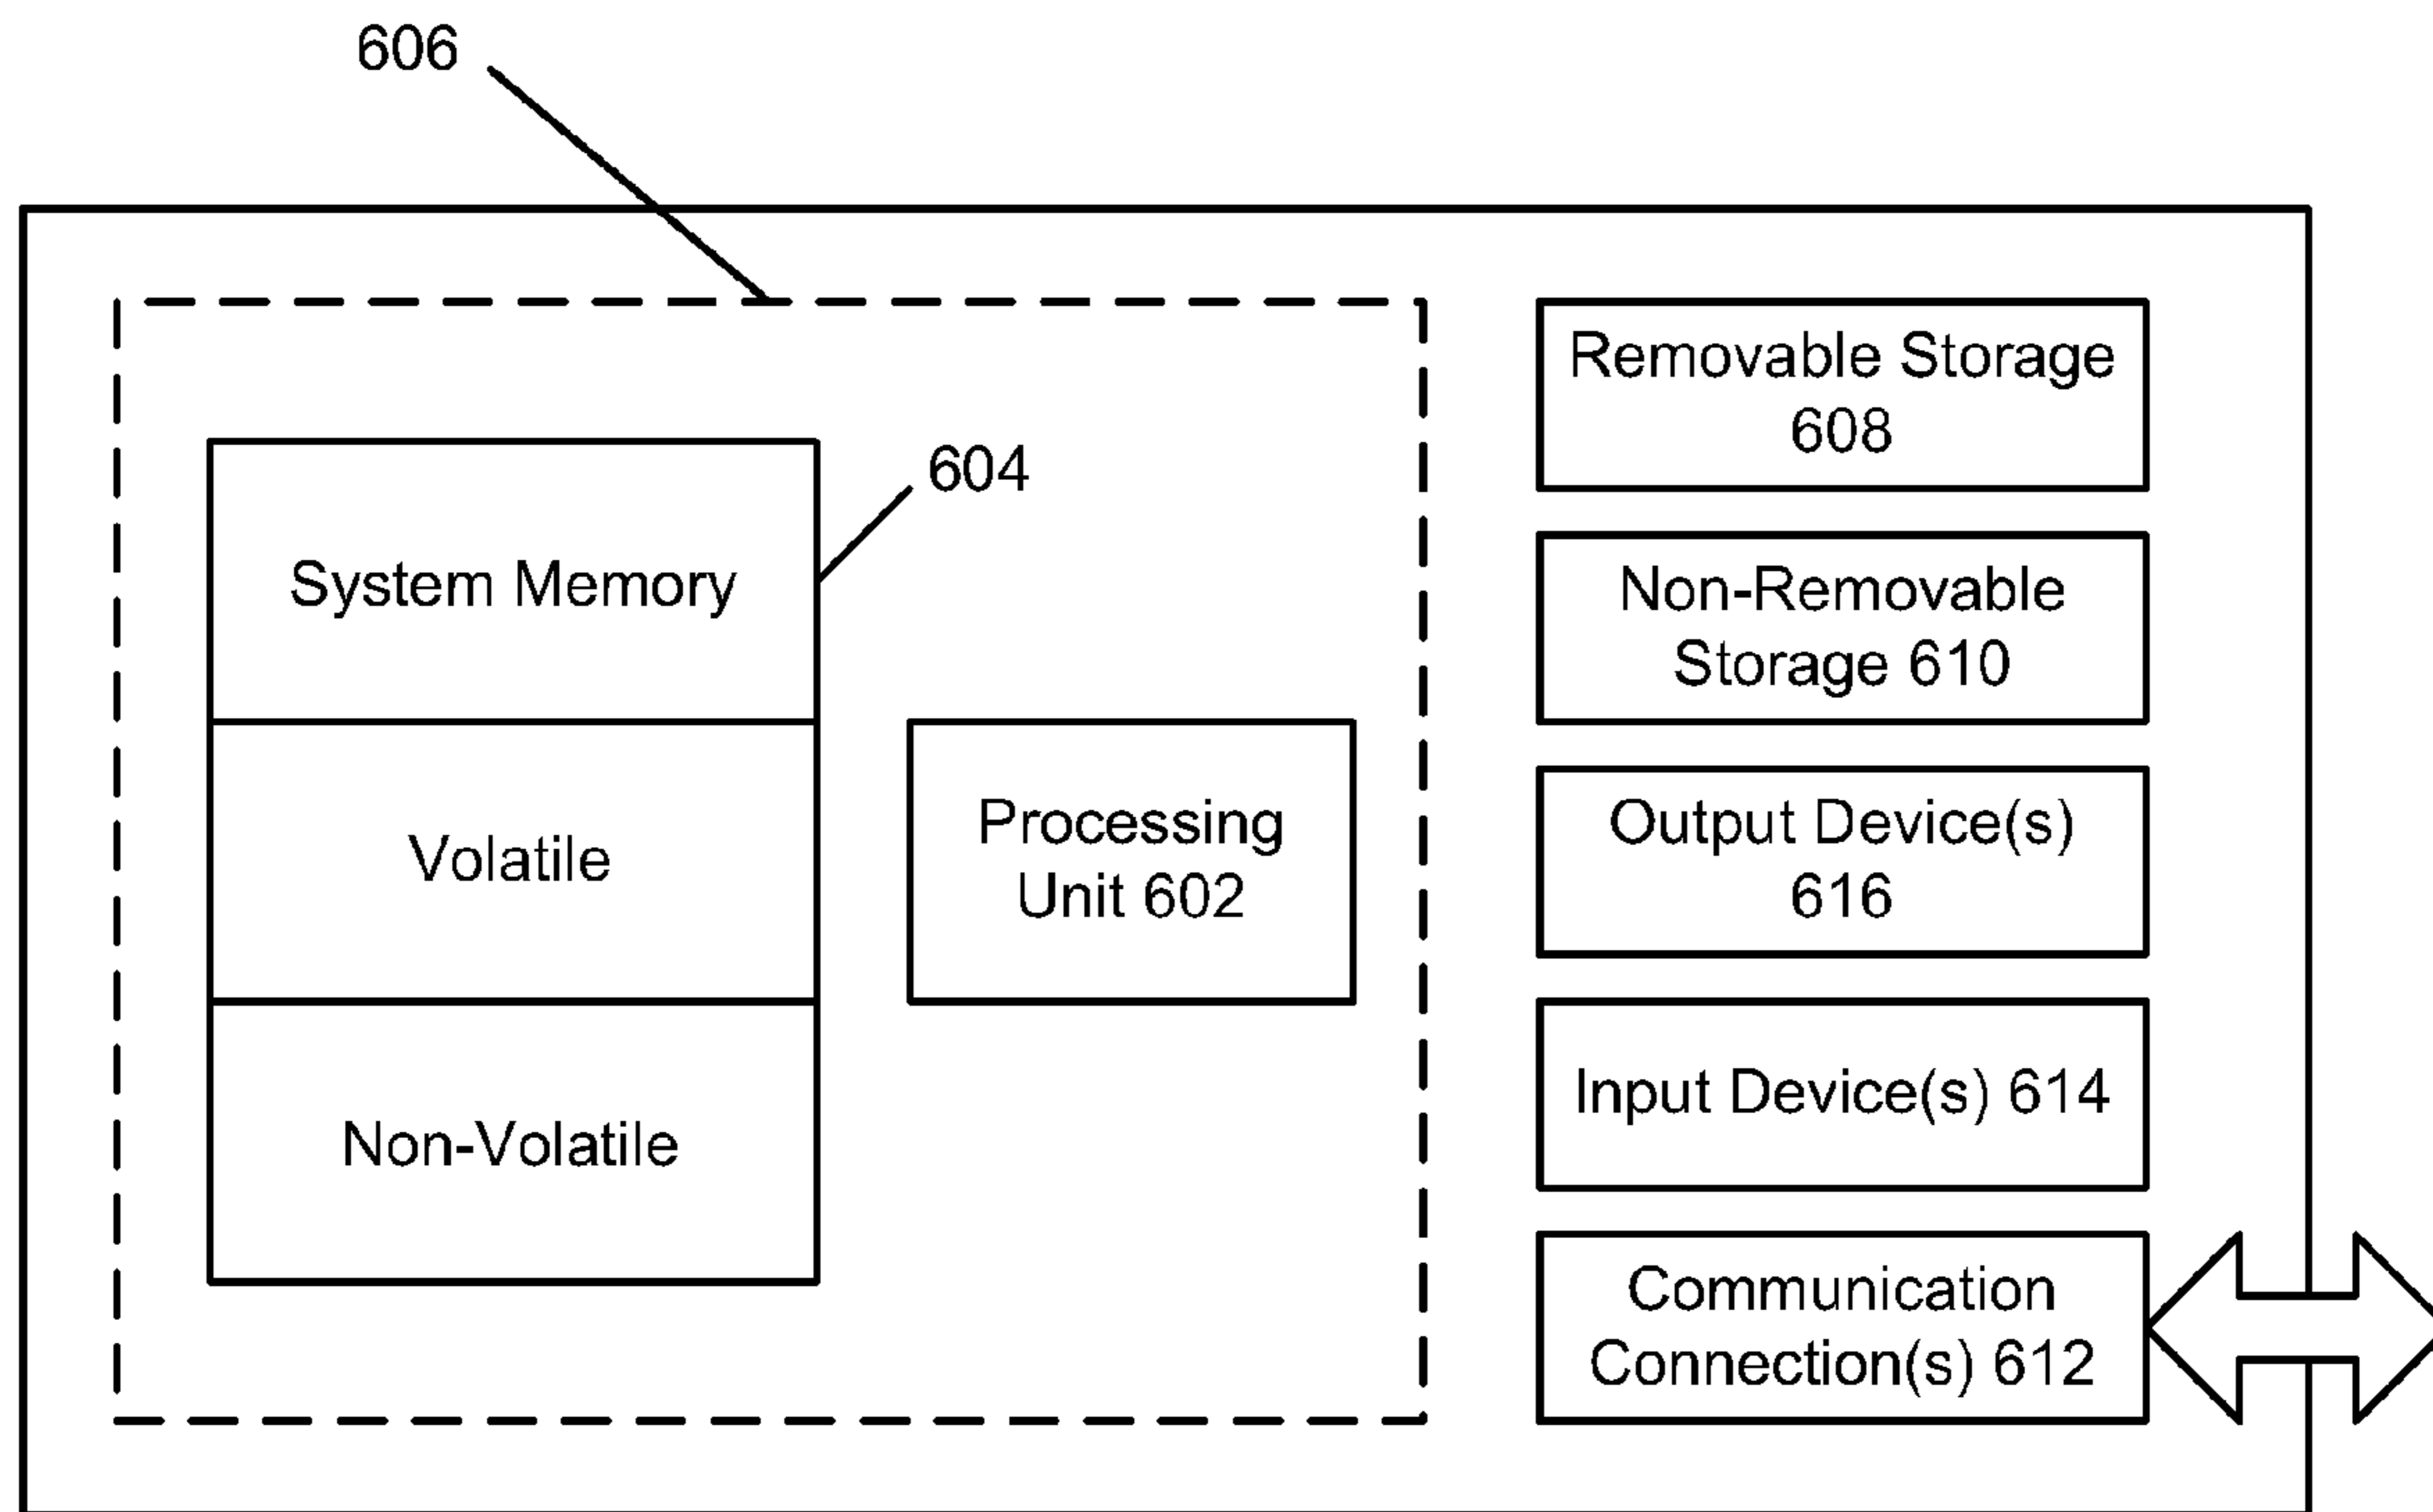 606
604
System Memory
Volatile
Non-Volatile
Processing
Unit 602
Removable Storage
608
Non-Removable
Storage 610
Output Device(s)
616
Input Device(s) 614
Communication
Connection(s) 612